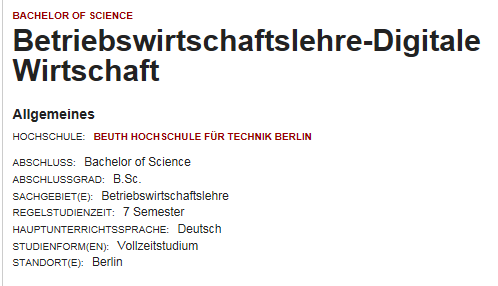 BACHELOR OF SCIENCE
Betriebswirtschaftslehre-Digitale
Wirtschaft
Allgemeines
HOCHSCHULE: BEUTH HOCHSCHULE FÜR TECHNIK BERLIN
ABSCHLUSS: Bachelor of Science
ABSCHLUSSGRAD: B.Sc.
SACHGEBIET(E): Betriebswirtschaftslehre
REGELSTUDIENZEIT: 7 Semester
HAUPTUNTERRICHTSSPRACHE: Deutsch
STUDIENFORM(EN): Vollzeitstudium
STANDORT(E): Berlin